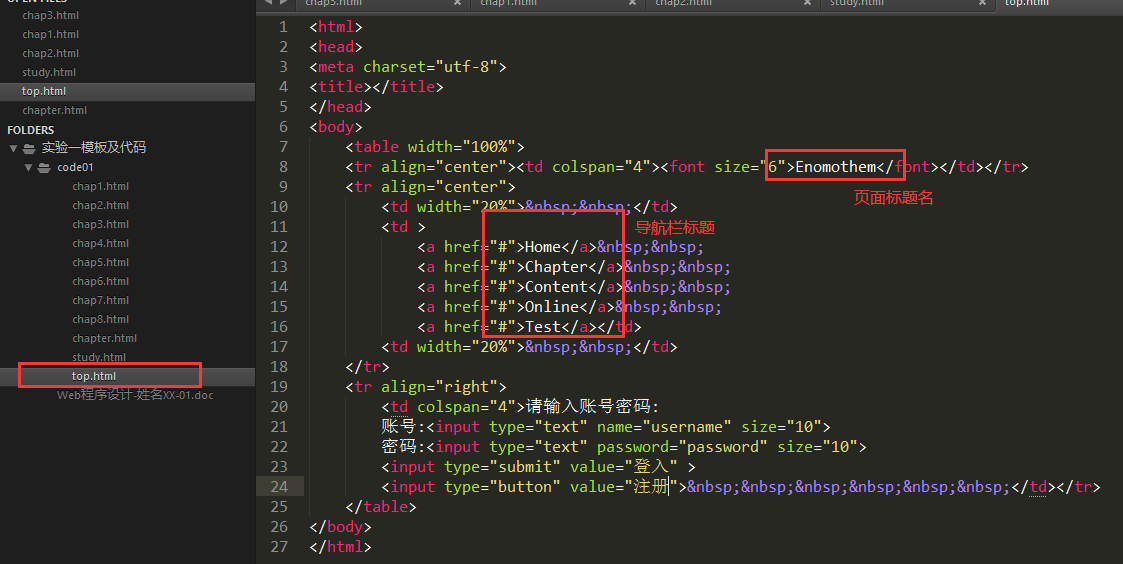 OPEN FILES
chap3.html
chap1.html
chap2.html
study.html
top.html
chapter.html
FOLDERS
实验一模板及代码
code01
chap1.html
chap2.html
chap3.html
chap4.html
chap5.html
chap6.html
chap7.html
chap8.html
chapter.html
study.html
top.html
Web程序设计-姓名XX-01.doc
chap3.html × chap1.html × chap2.html × study.html × top.html
1 <html>
2 <head>
3 <meta charset="utf-8">
4 <title></title>
5 </head>
6 <body>
7 <table width="100%">
8 <tr align="center"><td colspan="4"><font size="6">Enomothem</font></td></tr>
页面标题名
9 <tr align="center">
10 <td width="20%">&nbsp;&nbsp;</td>
11 <td >
导航栏标题
12 <a href="#">Home</a>&nbsp;&nbsp;
13 <a href="#">Chapter</a>&nbsp;&nbsp;
14 <a href="#">Content</a>&nbsp;&nbsp;
15 <a href="#">Online</a>&nbsp;&nbsp;
16 <a href="#">Test</a></td>
17 <td width="20%">&nbsp;&nbsp;</td>
18 </tr>
19 <tr align="right">
20 <td colspan="4">请输入账号密码:
21 账号:<input type="text" name="username" size="10">
22 密码:<input type="text" password="password" size="10">
23 <input type="submit" value="登入" >
24 <input type="button" value="注册">&nbsp;&nbsp;&nbsp;&nbsp;&nbsp;&nbsp;</td></tr>
25 </table>
26 </body>
27 </html>